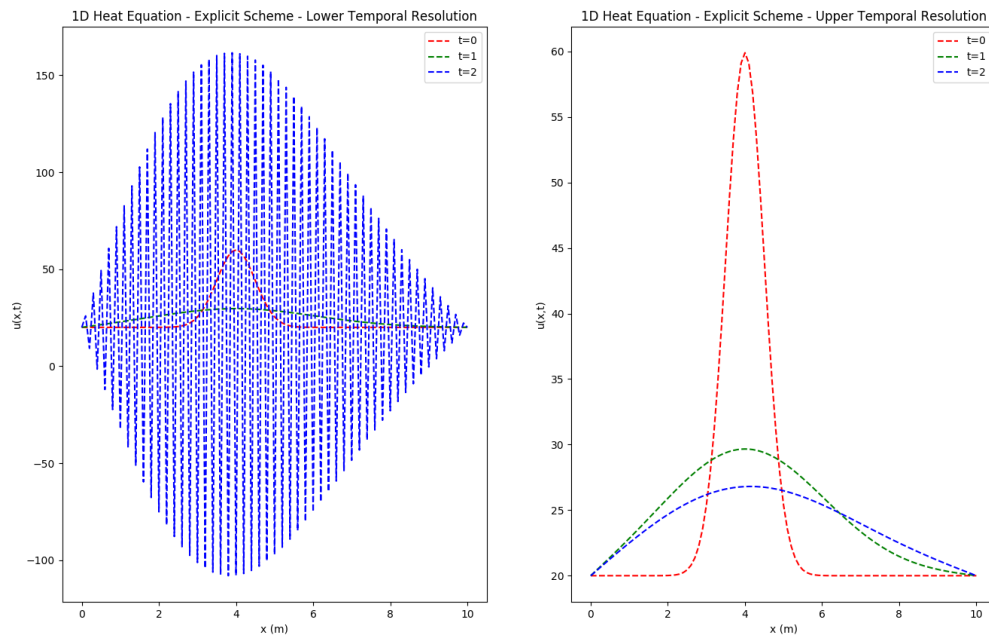 1D Heat Equation - Explicit Scheme - Lower Temporal Resolution
t=0
t=1
t=2
150
100
50
0
−50
−100
u(x,t)
0
2
4
6
8
10
x (m)
1D Heat Equation - Explicit Scheme - Upper Temporal Resolution
t=0
t=1
t=2
60
55
50
45
40
35
30
25
20
u(x,t)
0
2
4
6
8
10
x (m)